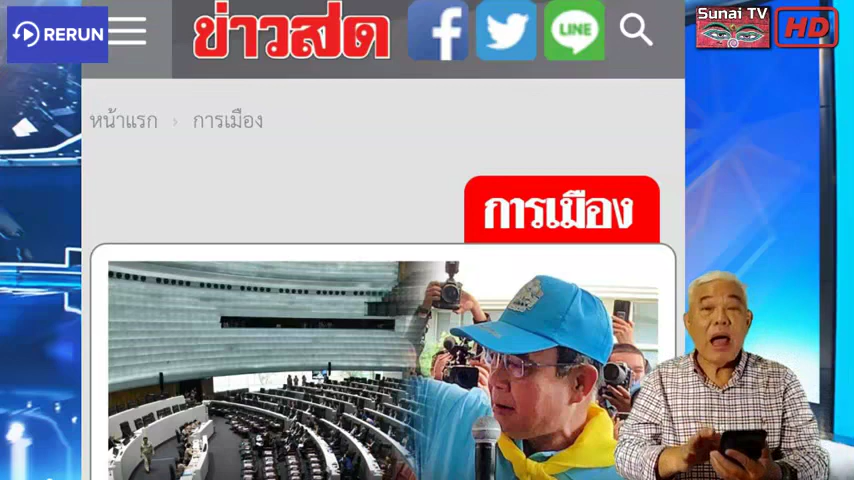 RERUN
ข่าวสด
f
LINE
Sunai TV
HD
หน้าแรก › การเมือง
การเมือง